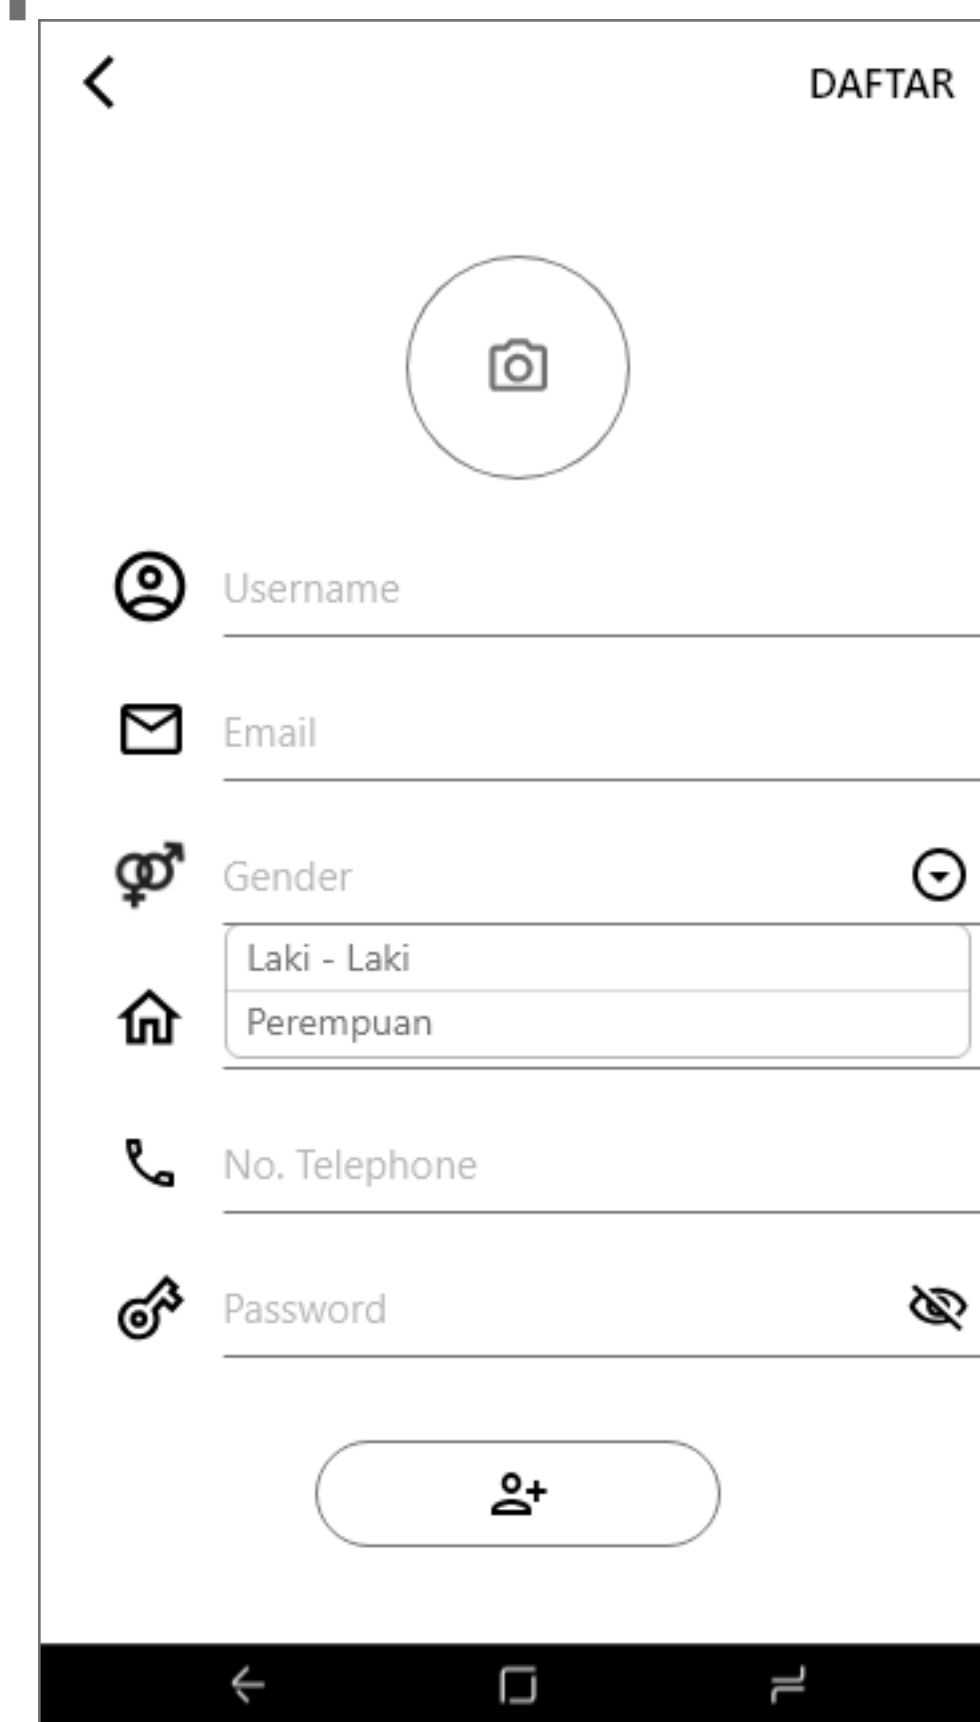 DAFTAR
Username
Email
Gender
Laki - Laki
Perempuan
No. Telephone
Password